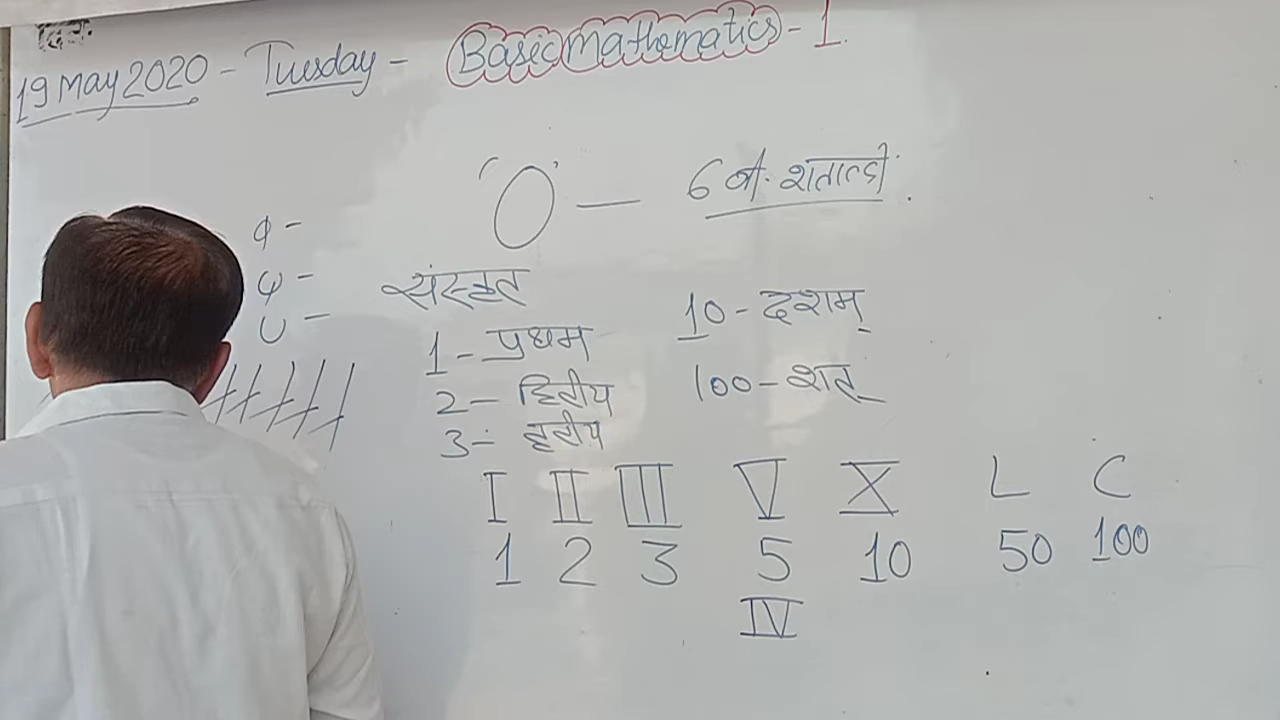 19 May 2020 - Tuesday - Basic Mathematics - 1.
'0' — 6 वी. शताब्दी.
संस्कृत
1 - प्रथम
2 - द्वितीय
3 - तृतीय
10 - दशम्
100 - शत्
I II III V X L C
1 2 3 5 10 50 100
IV